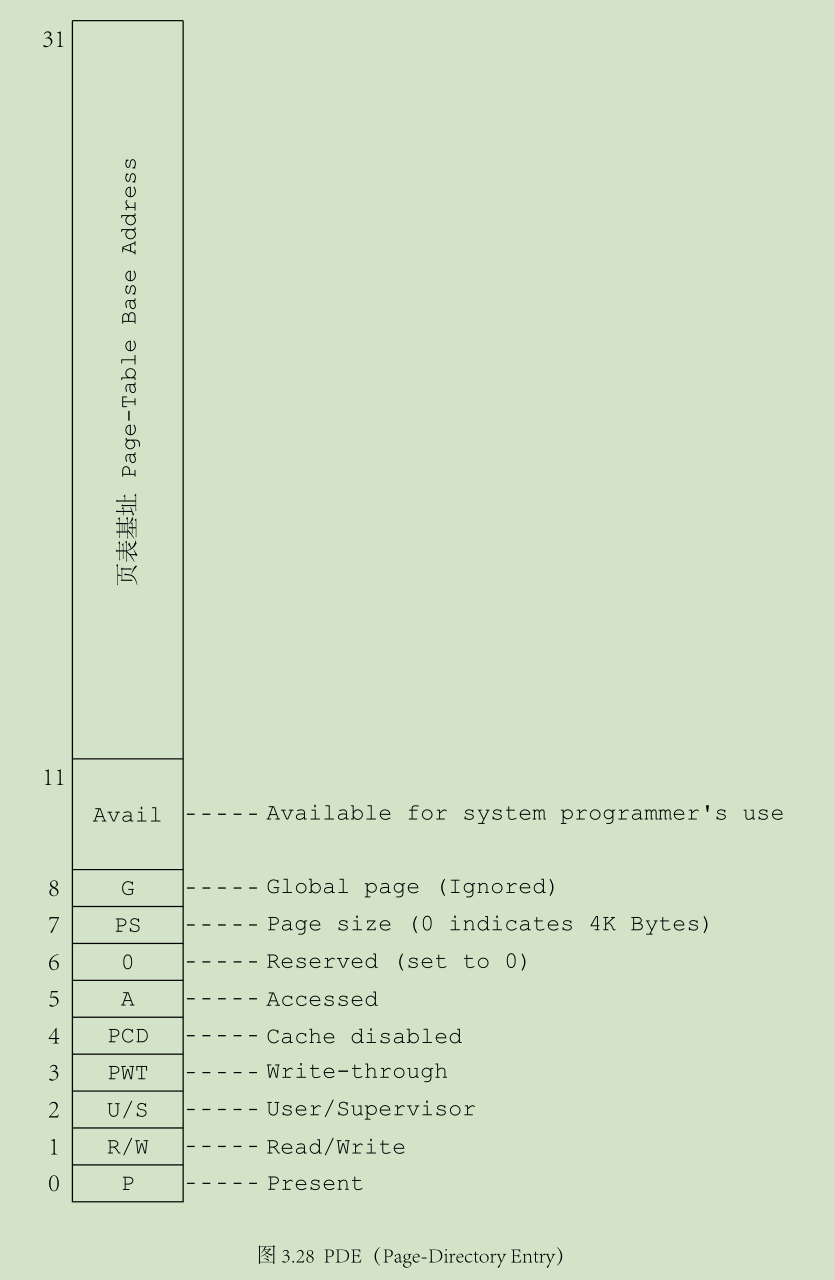 31
页表基址 Page-Table Base Address
11
Avail ----- Available for system programmer's use
8 G ----- Global page (Ignored)
7 PS ----- Page size (0 indicates 4K Bytes)
6 0 ----- Reserved (set to 0)
5 A ----- Accessed
4 PCD ----- Cache disabled
3 PWT ----- Write-through
2 U/S ----- User/Supervisor
1 R/W ----- Read/Write
0 P ----- Present
图 3.28 PDE（Page-Directory Entry）